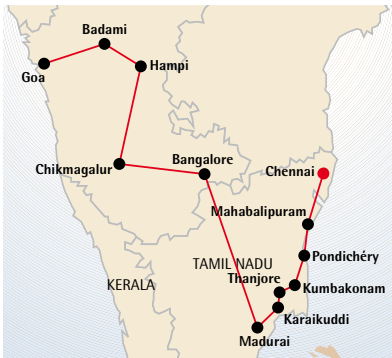 Badami
Goa
Hampi
Chikmagalur
Bangalore
Chennai
Mahabalipuram
Pondichéry
TAMIL NADU
Thanjore
KERALA
Kumbakonam
Karaikuddi
Madurai